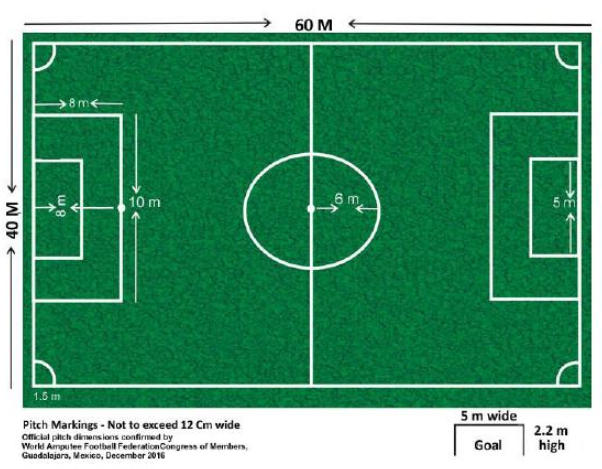 60 M
8 m
8 m
10 m
6 m
5 m
40 M
1.5 m
Pitch Markings - Not to exceed 12 Cm wide
Official pitch dimensions confirmed by
World Amputee Football FederationCongress of Members,
Guadalajara, Mexico, December 2016
5 m wide
Goal
2.2 m
high